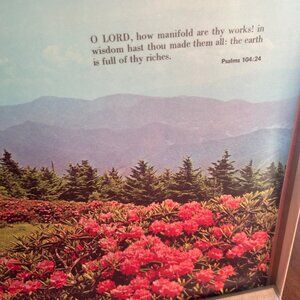 O LORD, how manifold are thy works! in
wisdom hast thou made them all: the earth
is full of thy riches.
Psalms 104:24